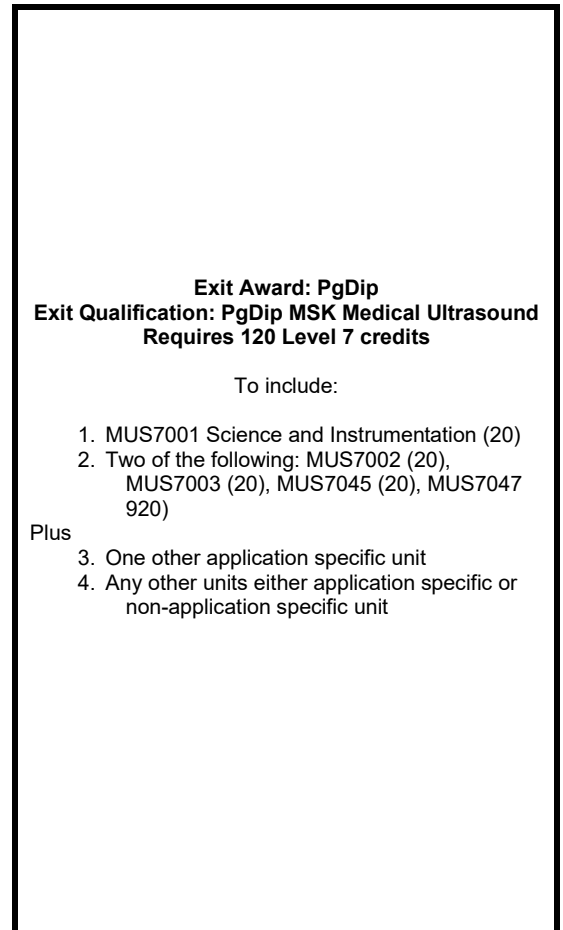 Exit Award: PgDip
Exit Qualification: PgDip MSK Medical Ultrasound
Requires 120 Level 7 credits
To include:
1. MUS7001 Science and Instrumentation (20)
2. Two of the following: MUS7002 (20),
MUS7003 (20), MUS7045 (20), MUS7047
920)
Plus
3. One other application specific unit
4. Any other units either application specific or
non-application specific unit